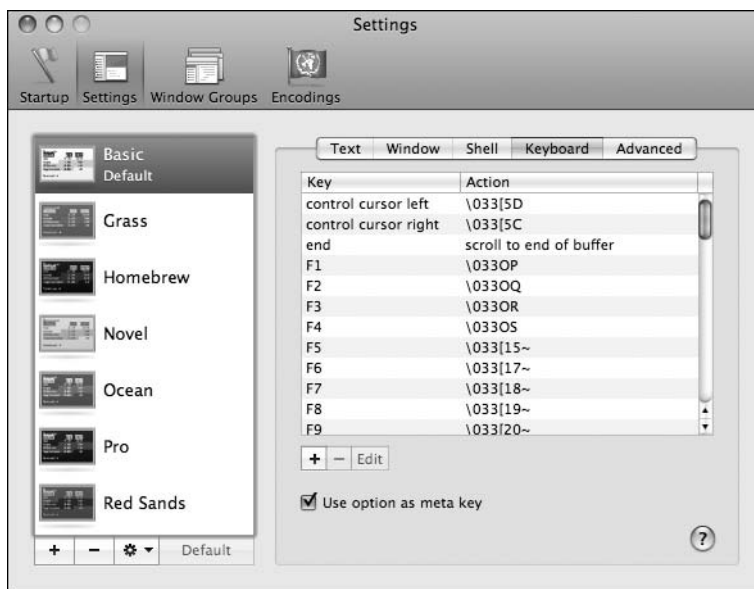 Settings
Startup Settings Window Groups Encodings
Basic
Default
Grass
Homebrew
Novel
Ocean
Pro
Red Sands
+ − Default
Text Window Shell Keyboard Advanced
Key Action
control cursor left \033[5D
control cursor right \033[5C
end scroll to end of buffer
F1 \033OP
F2 \033OQ
F3 \033OR
F4 \033OS
F5 \033[15~
F6 \033[17~
F7 \033[18~
F8 \033[19~
F9 \033[20~
+ − Edit
Use option as meta key
?